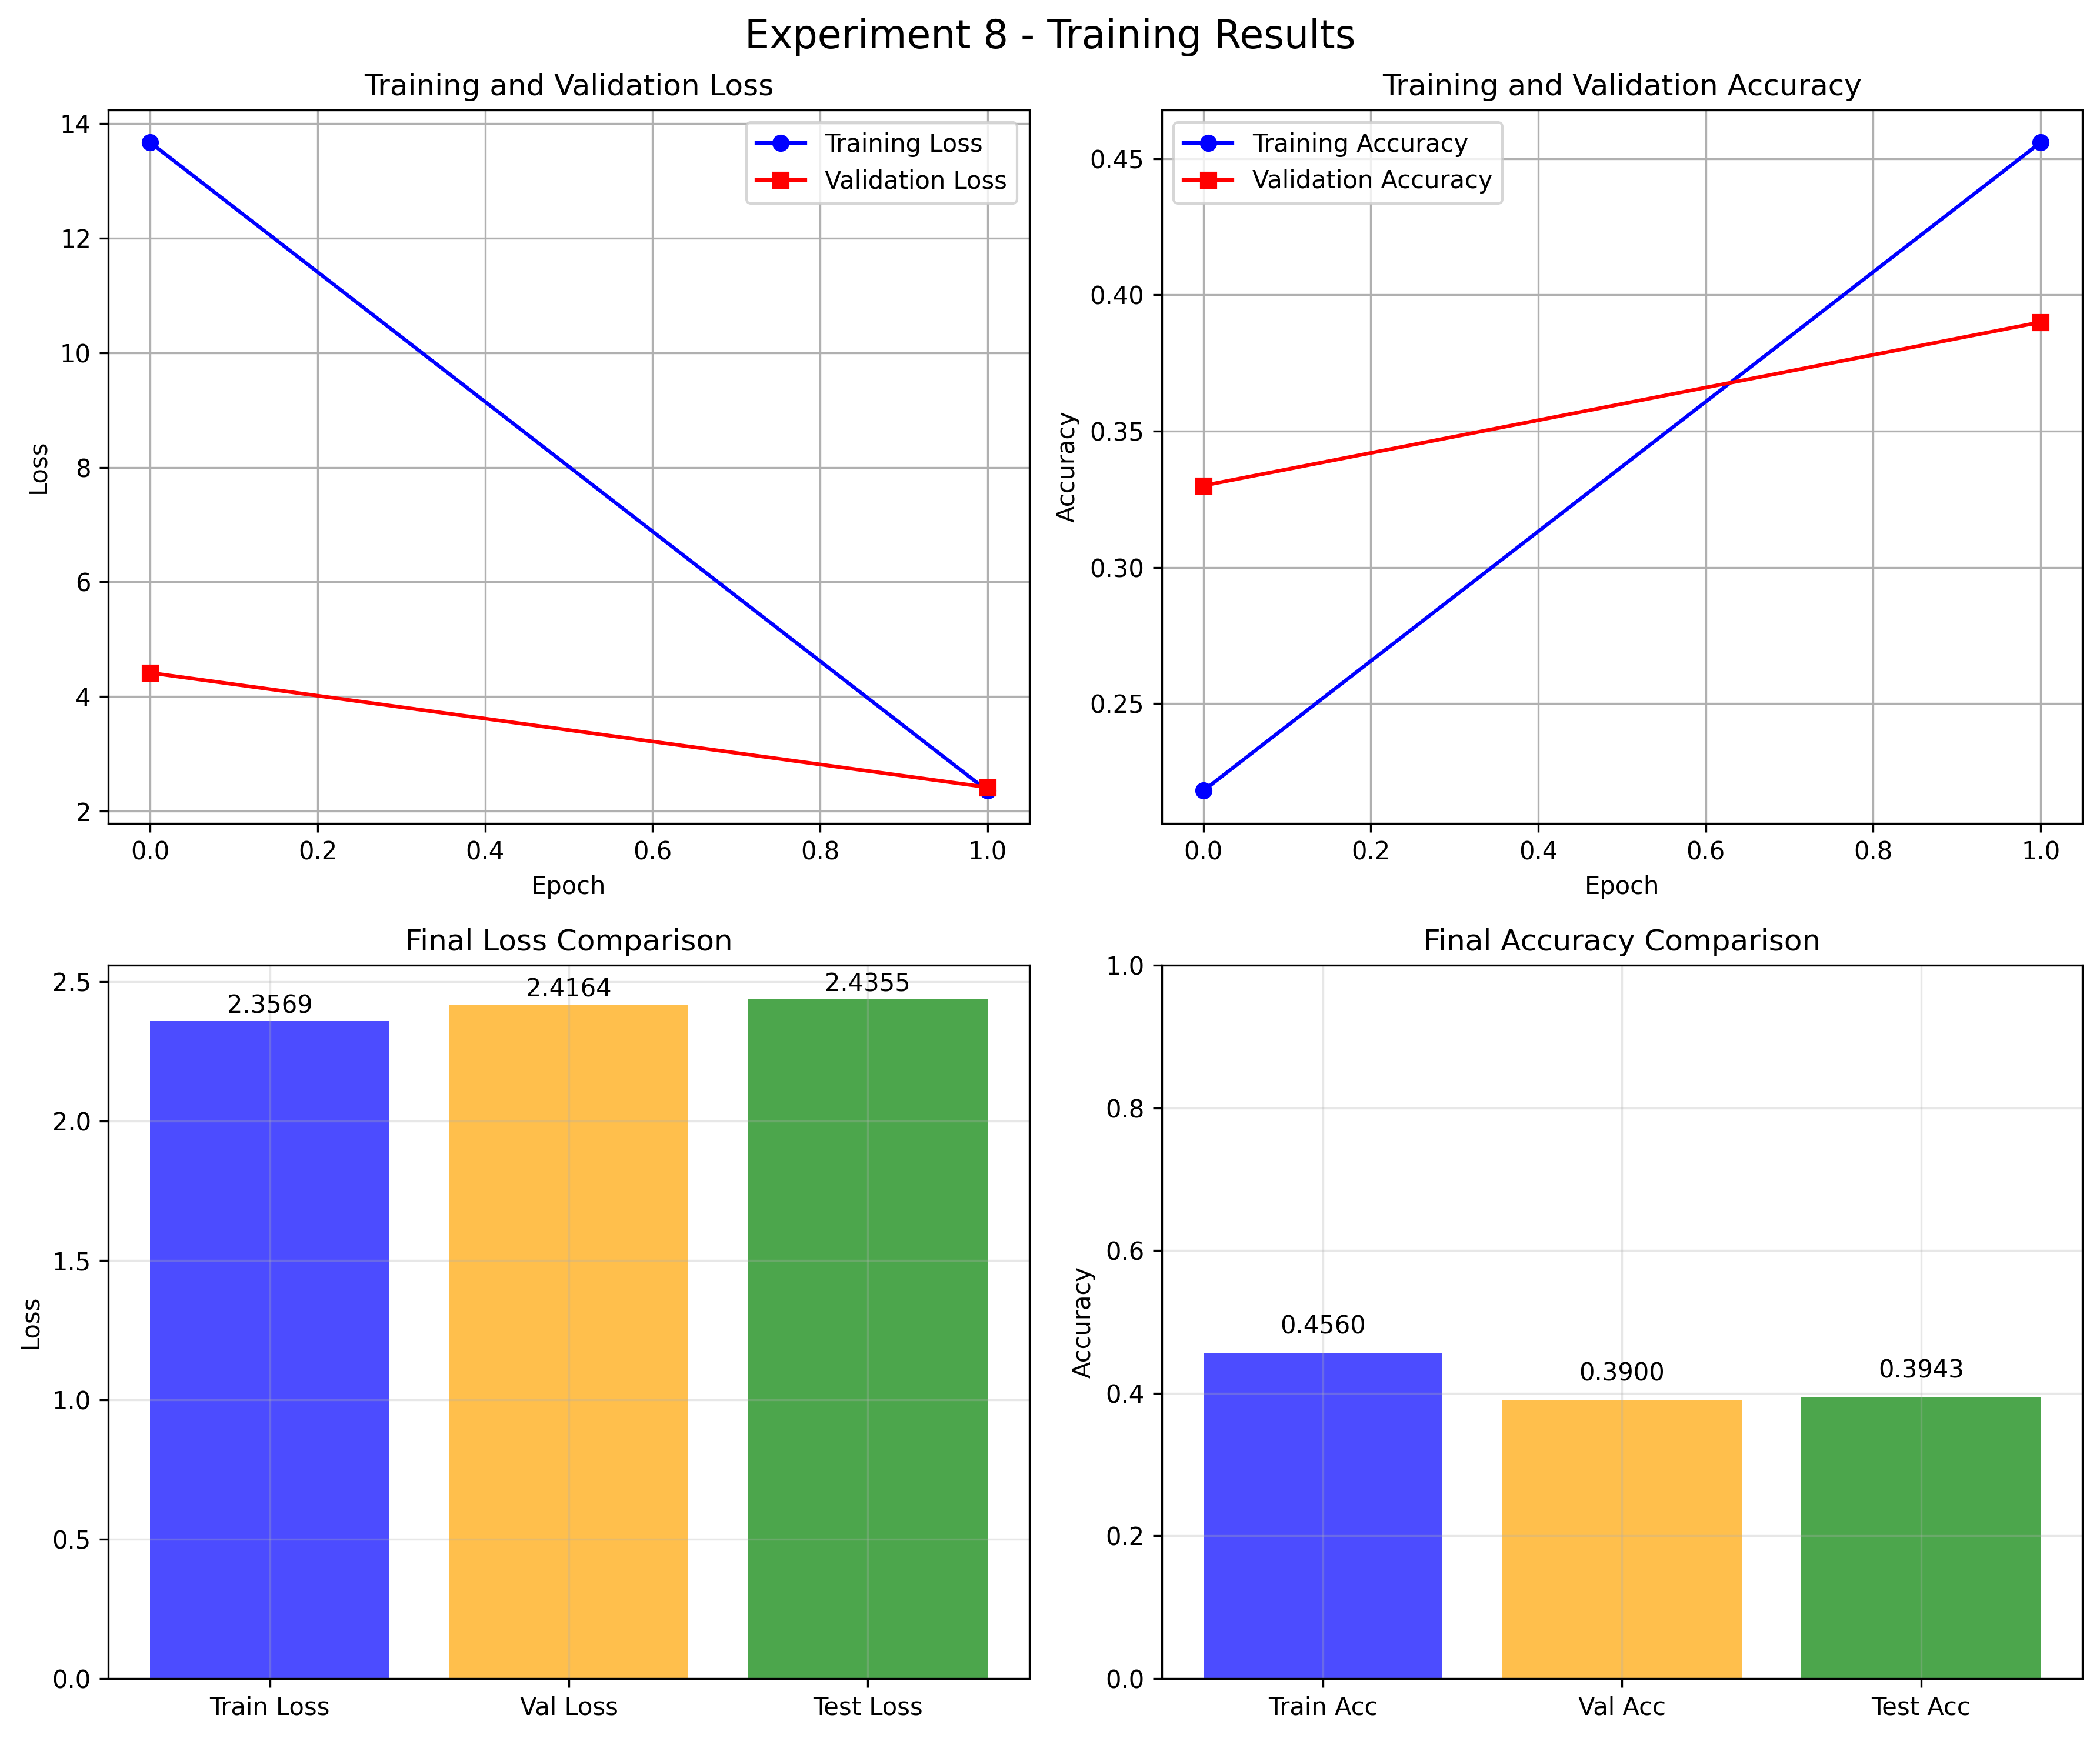 Experiment 8 - Training Results
Training and Validation Loss
14
12
10
8
6
4
2
Loss
Training Loss
Validation Loss
0.0 0.2 0.4 0.6 0.8 1.0
Epoch
Training and Validation Accuracy
0.45
0.40
0.35
0.30
0.25
Accuracy
Training Accuracy
Validation Accuracy
0.0 0.2 0.4 0.6 0.8 1.0
Epoch
Final Loss Comparison
2.5
2.0
1.5
1.0
0.5
0.0
Loss
2.3569 2.4164 2.4355
Train Loss Val Loss Test Loss
Final Accuracy Comparison
1.0
0.8
0.6
0.4
0.2
0.0
Accuracy
0.4560 0.3900 0.3943
Train Acc Val Acc Test Acc